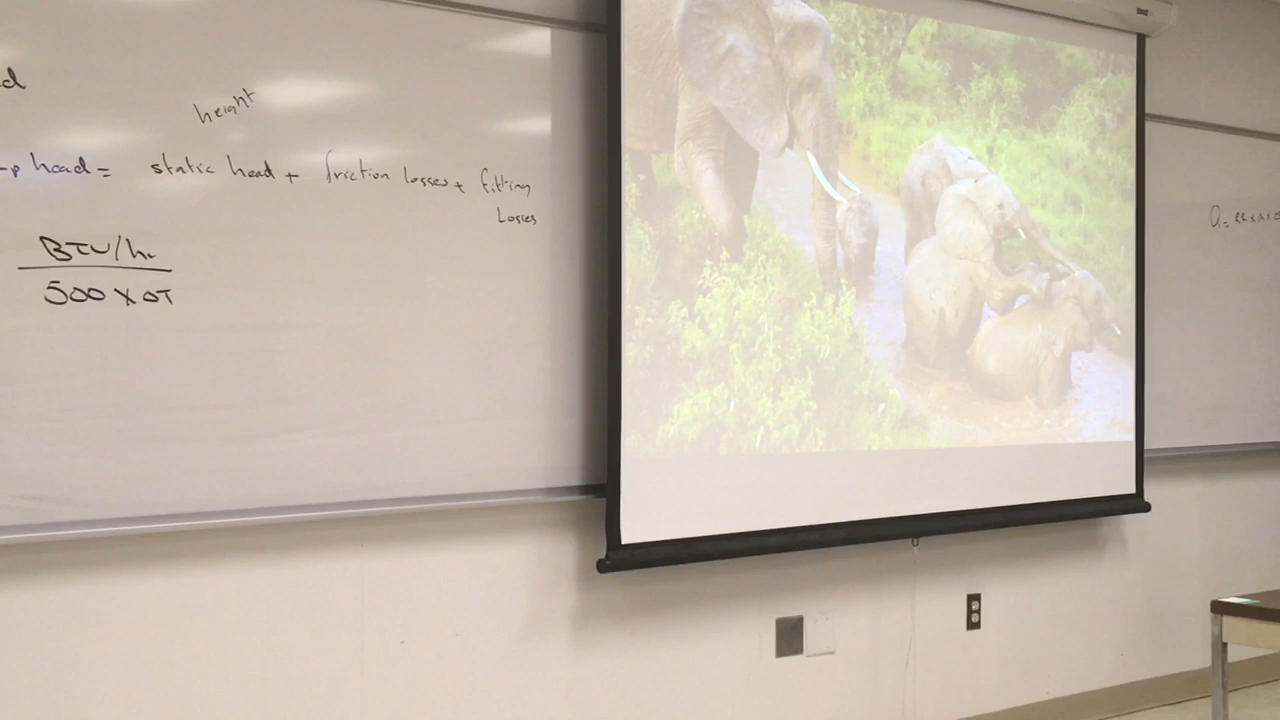 height
head = static head + friction losses + fitting
Losses
BTU/hr
500 X ΔT